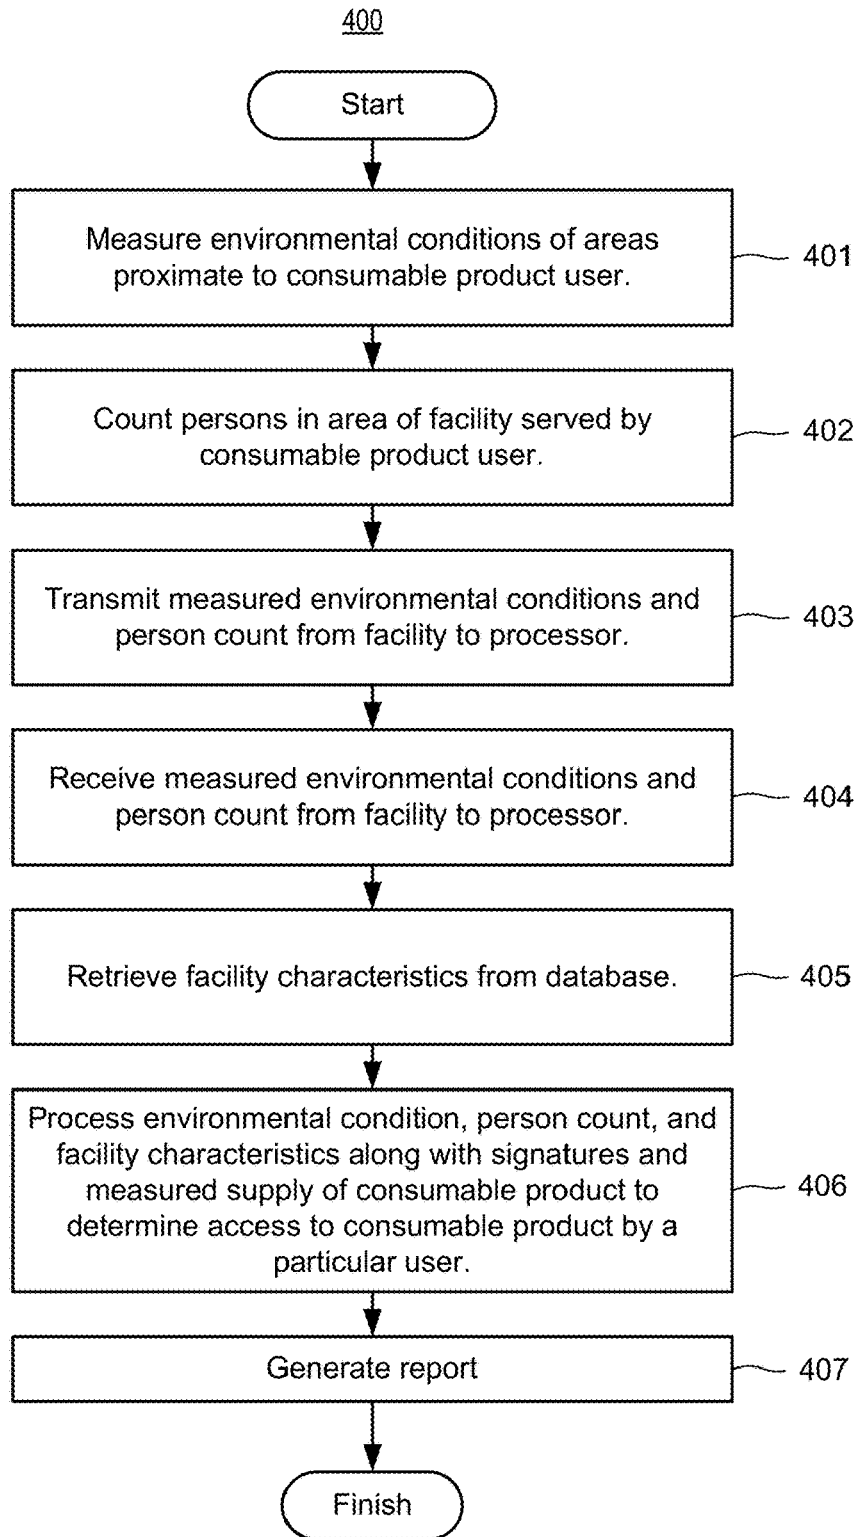 400
Start
Measure environmental conditions of areas
proximate to consumable product user.
401
Count persons in area of facility served by
consumable product user.
402
Transmit measured environmental conditions and
person count from facility to processor.
403
Receive measured environmental conditions and
person count from facility to processor.
404
Retrieve facility characteristics from database.
405
Process environmental condition, person count, and
facility characteristics along with signatures and
measured supply of consumable product to
determine access to consumable product by a
particular user.
406
Generate report
407
Finish